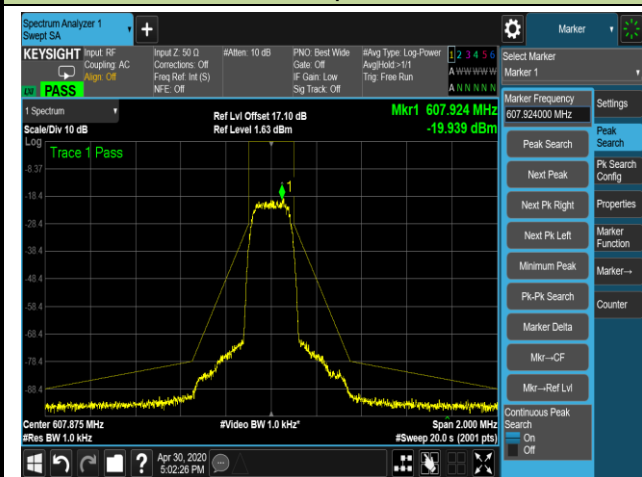 Spectrum Analyzer 1
Swept SA
+
Marker
KEYSIGHT
Input: RF
Coupling: AC
Align: Off
Input Z: 50 Ω
Corrections: Off
Freq Ref: Int (S)
NFE: Off
#Atten: 10 dB
PNO: Best Wide
Gate: Off
IF Gain: Low
Sig Track: Off
#Avg Type: Log-Power
Avg|Hold:>1/1
Trig: Free Run
1 2 3 4 5 6
A W W W W W
A N N N N N
LXI PASS
Select Marker
Marker 1
1 Spectrum
Scale/Div 10 dB
Ref Lvl Offset 17.10 dB
Ref Level 1.63 dBm
Mkr1 607.924 MHz
-19.939 dBm
Log
Trace 1 Pass
1
-8.37
-18.4
-28.4
-38.4
-48.4
-58.4
-68.4
-78.4
-88.4
Center 607.875 MHz
#Res BW 1.0 kHz
#Video BW 1.0 kHz*
Span 2.000 MHz
#Sweep 20.0 s (2001 pts)
Marker Frequency
607.924000 MHz
Peak Search
Next Peak
Next Pk Right
Next Pk Left
Minimum Peak
Pk-Pk Search
Marker Delta
Mkr→CF
Mkr→Ref Lvl
Continuous Peak
Search
On
Off
Settings
Peak
Search
Pk Search
Config
Properties
Marker
Function
Marker→
Counter
?
Apr 30, 2020
5:02:26 PM